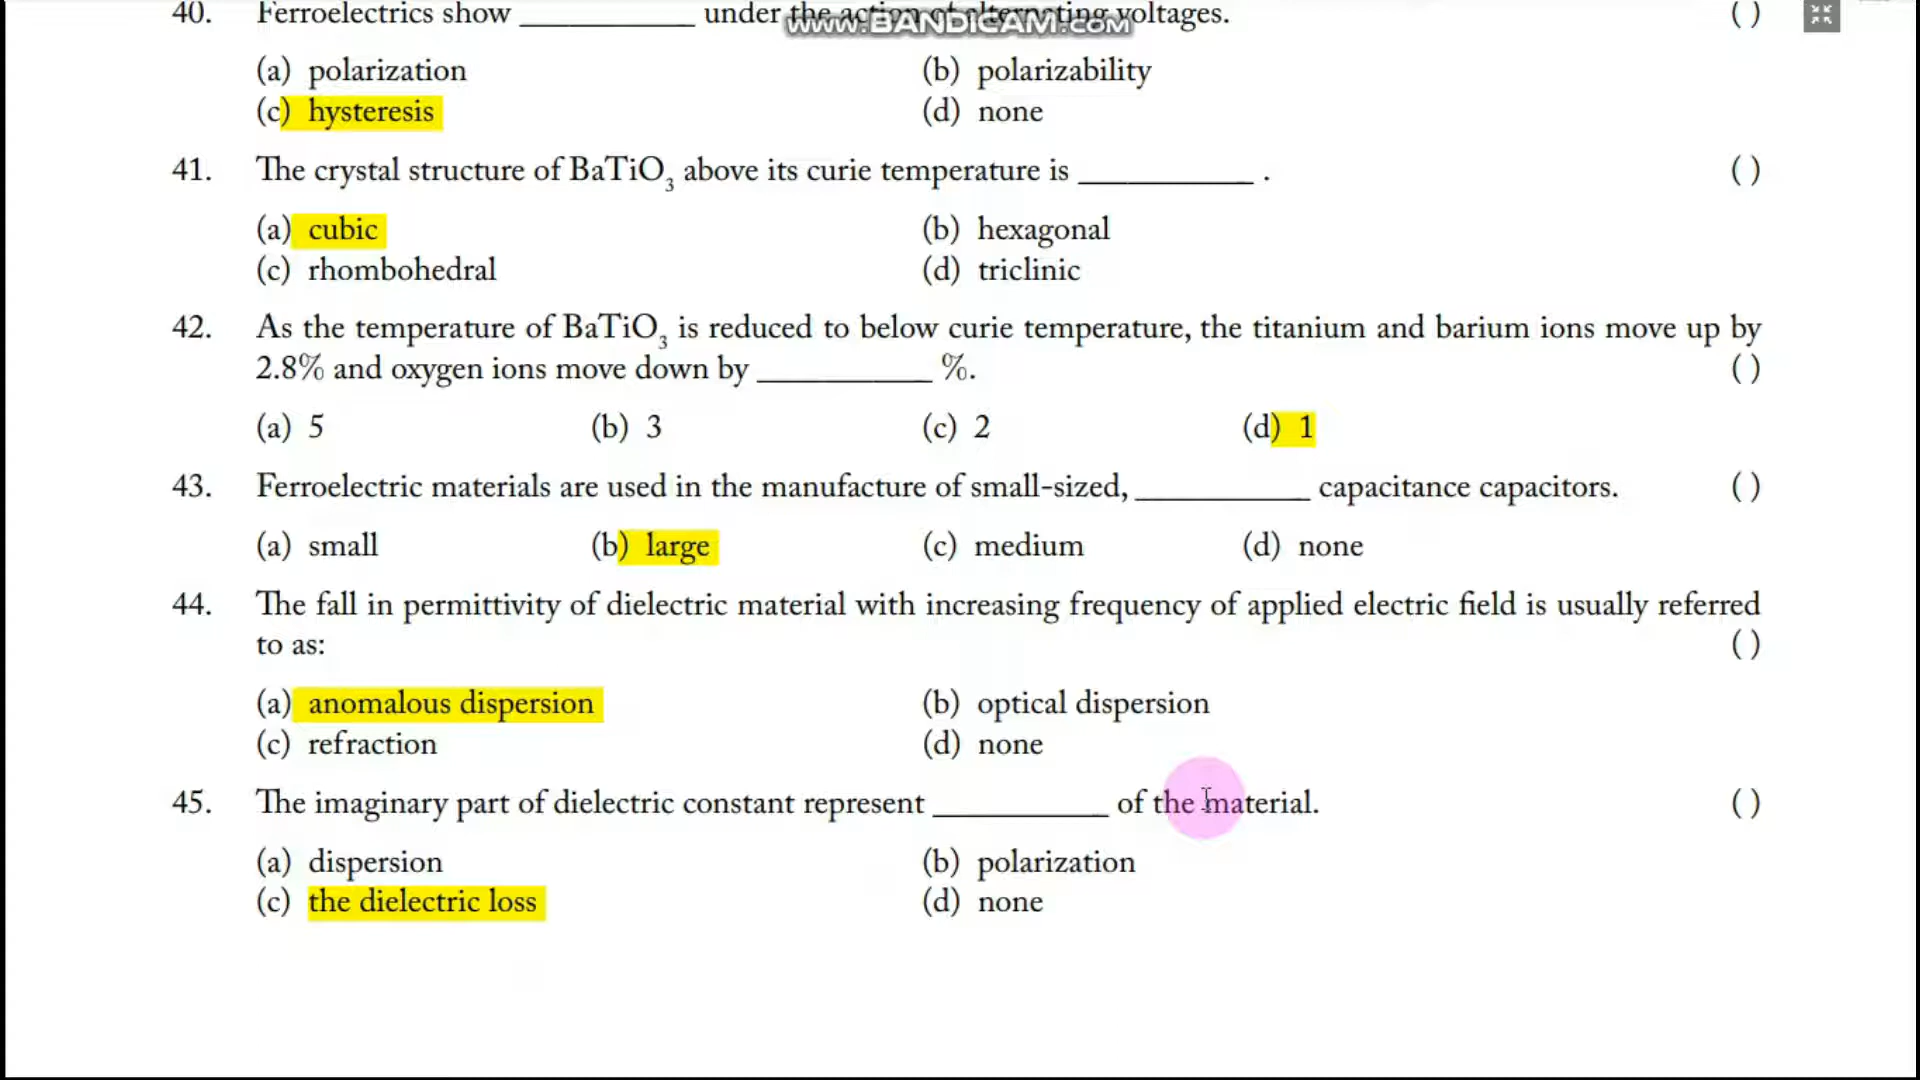 40. Ferroelectrics show __________ under the action of alternating voltages. ( )
www.BANDICAM.com
(a) polarization (b) polarizability
(c) hysteresis (d) none
41. The crystal structure of BaTiO₃ above its curie temperature is __________ . ( )
(a) cubic (b) hexagonal
(c) rhombohedral (d) triclinic
42. As the temperature of BaTiO₃ is reduced to below curie temperature, the titanium and barium ions move up by
2.8% and oxygen ions move down by __________ %. ( )
(a) 5 (b) 3 (c) 2 (d) 1
43. Ferroelectric materials are used in the manufacture of small-sized, __________ capacitance capacitors. ( )
(a) small (b) large (c) medium (d) none
44. The fall in permittivity of dielectric material with increasing frequency of applied electric field is usually referred
to as: ( )
(a) anomalous dispersion (b) optical dispersion
(c) refraction (d) none
45. The imaginary part of dielectric constant represent __________ of the material. ( )
(a) dispersion (b) polarization
(c) the dielectric loss (d) none